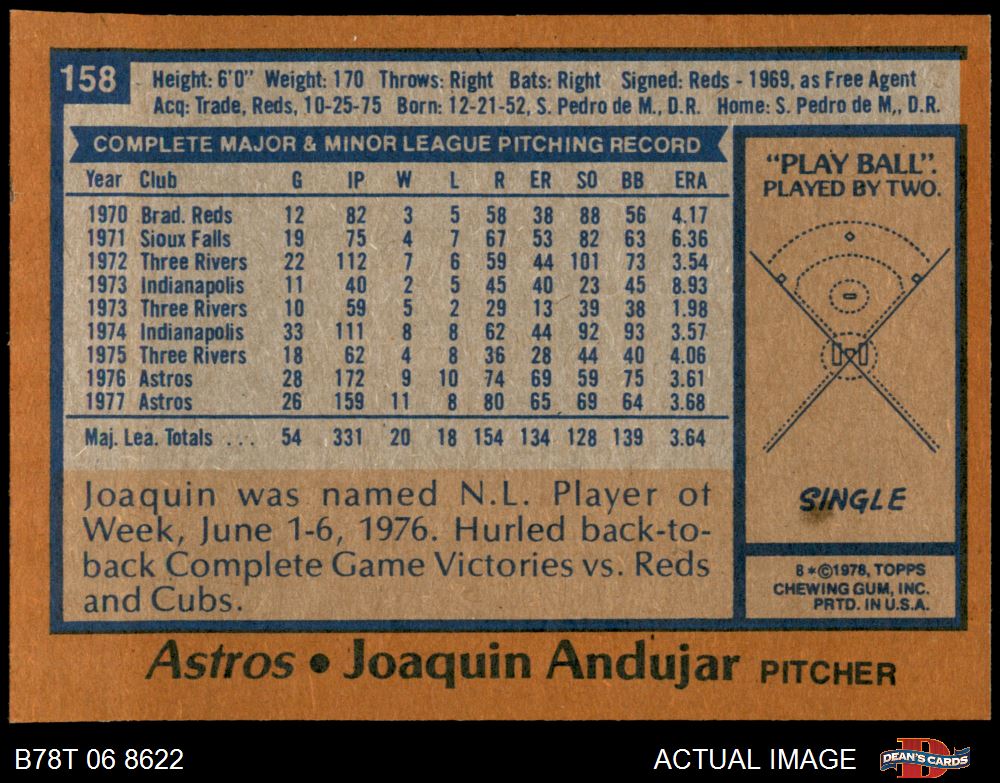 158
Height: 6'0" Weight: 170 Throws: Right Bats: Right Signed: Reds - 1969, as Free Agent
Acq: Trade, Reds, 10-25-75 Born: 12-21-52, S. Pedro de M., D.R. Home: S. Pedro de M,, D.R.
COMPLETE MAJOR & MINOR LEAGUE PITCHING RECORD
Year Club G IP W L R ER SO BB ERA
1970 Brad. Reds 12 82 3 5 58 38 88 56 4.17
1971 Sioux Falls 19 75 4 7 67 53 82 63 6.36
1972 Three Rivers 22 112 7 6 59 44 101 73 3.54
1973 Indianapolis 11 40 2 5 45 40 23 45 8.93
1973 Three Rivers 10 59 5 2 29 13 39 38 1.98
1974 Indianapolis 33 111 8 8 62 44 92 93 3.57
1975 Three Rivers 18 62 4 8 36 28 44 40 4.06
1976 Astros 28 172 9 10 74 69 59 75 3.61
1977 Astros 26 159 11 8 80 65 69 64 3.68
Maj. Lea. Totals ... 54 331 20 18 154 134 128 139 3.64
Joaquin was named N.L. Player of
Week, June 1-6, 1976. Hurled back-to-
back Complete Game Victories vs. Reds
and Cubs.
"PLAY BALL".
PLAYED BY TWO.
SINGLE
8*©1978, TOPPS
CHEWING GUM, INC.
PRTD. IN U.S.A.
Astros • Joaquin Andujar PITCHER
B78T 06 8622
ACTUAL IMAGE
DEAN'S CARDS